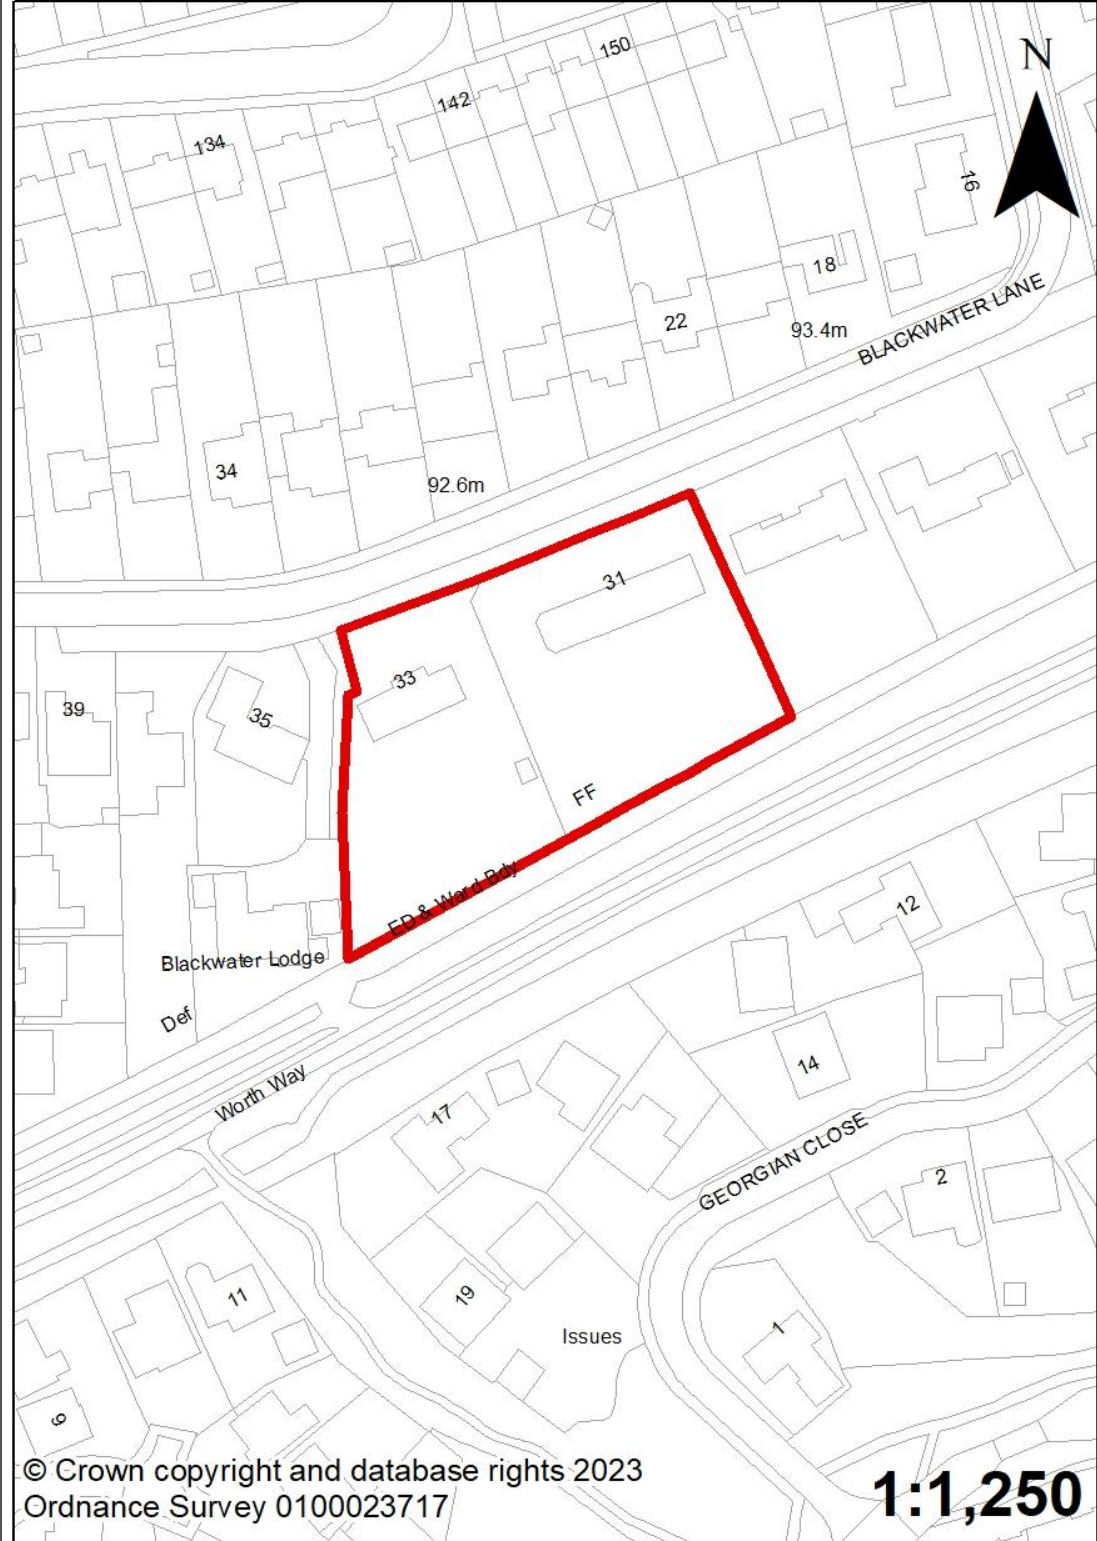 150
N
142
134
16
18
22
93.4m
BLACKWATER LANE
34
92.6m
31
33
39
35
FF
ED & Ward Bdy
12
Blackwater Lodge
Def
14
Worth Way
17
GEORGIAN CLOSE
2
11
19
1
Issues
9
© Crown copyright and database rights 2023
Ordnance Survey 0100023717
1:1,250